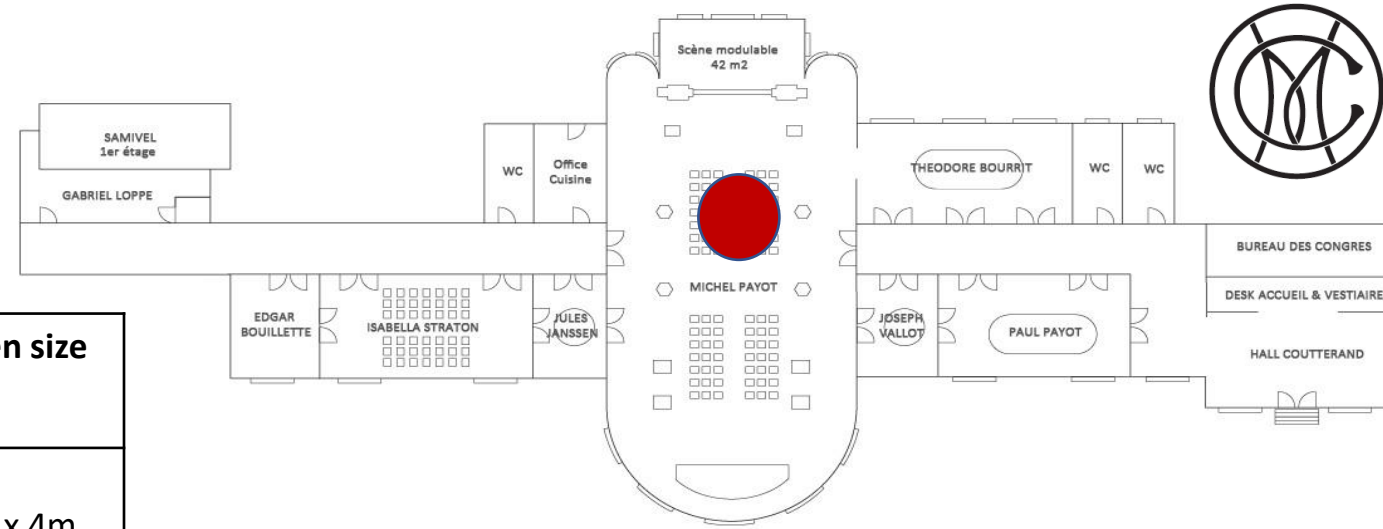 Scène modulable
42 m2
SAMIVEL
1er étage
GABRIEL LOPPE
WC
Office
Cuisine
THEODORE BOURRIT
WC
WC
BUREAU DES CONGRES
DESK ACCUEIL & VESTIAIRE
HALL COUTTERAND
EDGAR
BOUILLETTE
ISABELLA STRATON
JULES
JANSSEN
MICHEL PAYOT
JOSEPH
VALLOT
PAUL PAYOT
en size
x 4m